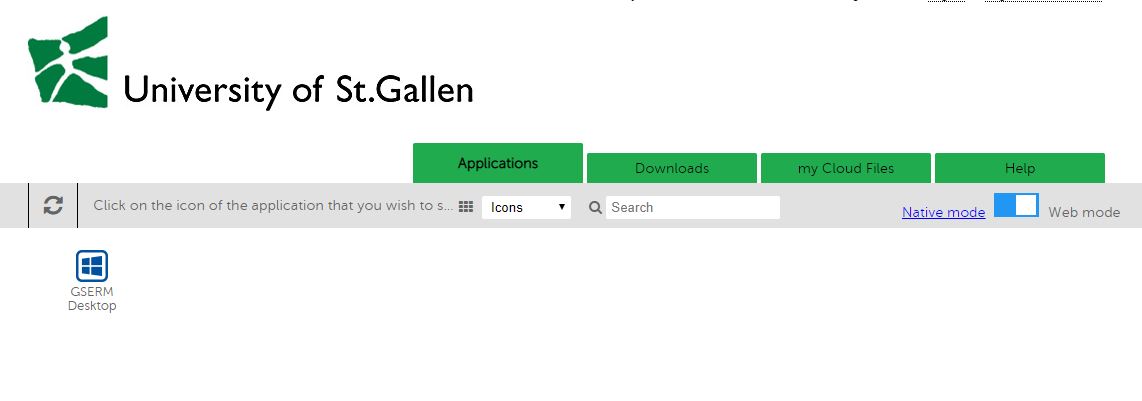 University of St.Gallen
Applications
Downloads
my Cloud Files
Help
Click on the icon of the application that you wish to s...
Icons
Search
Native mode
Web mode
GSERM
Desktop